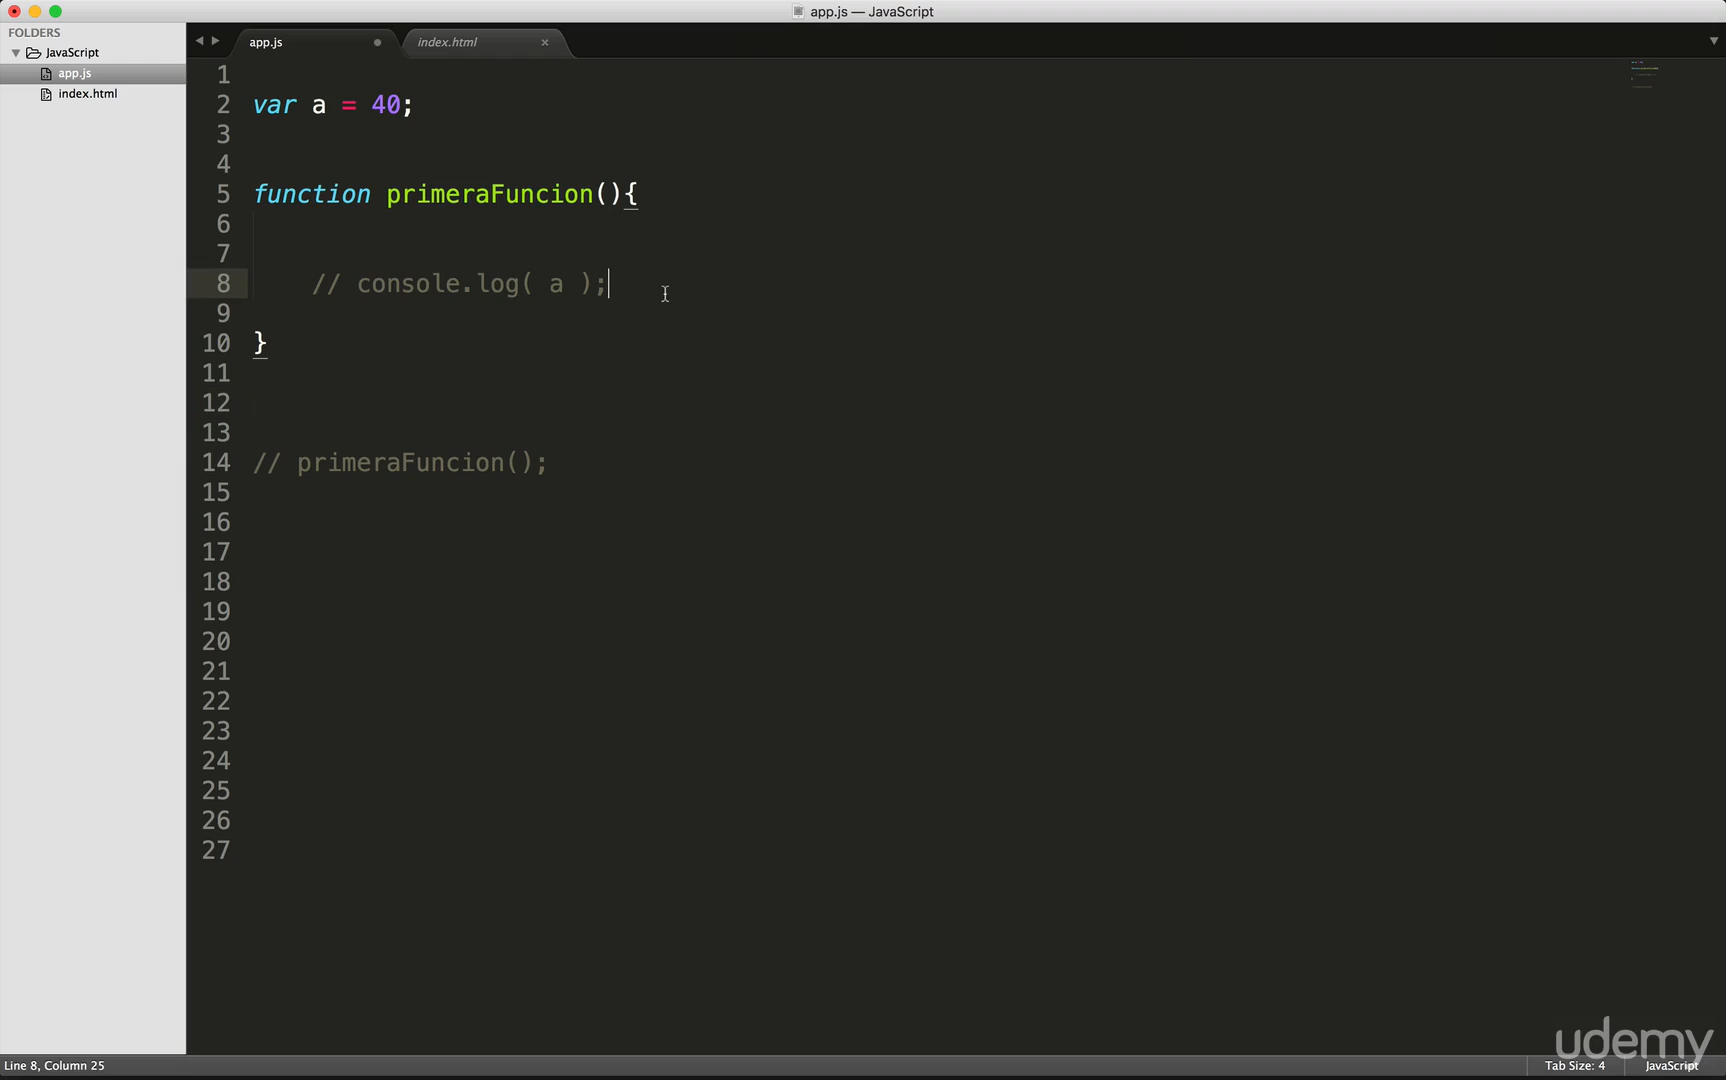 app.js — JavaScript
FOLDERS
JavaScript
app.js
index.html
app.js
index.html
1
2 var a = 40;
3
4
5 function primeraFuncion(){
6
7
8 // console.log( a );
9
10 }
11
12
13
14 // primeraFuncion();
15
16
17
18
19
20
21
22
23
24
25
26
27
udemy
Line 8, Column 25
Tab Size: 4
JavaScript